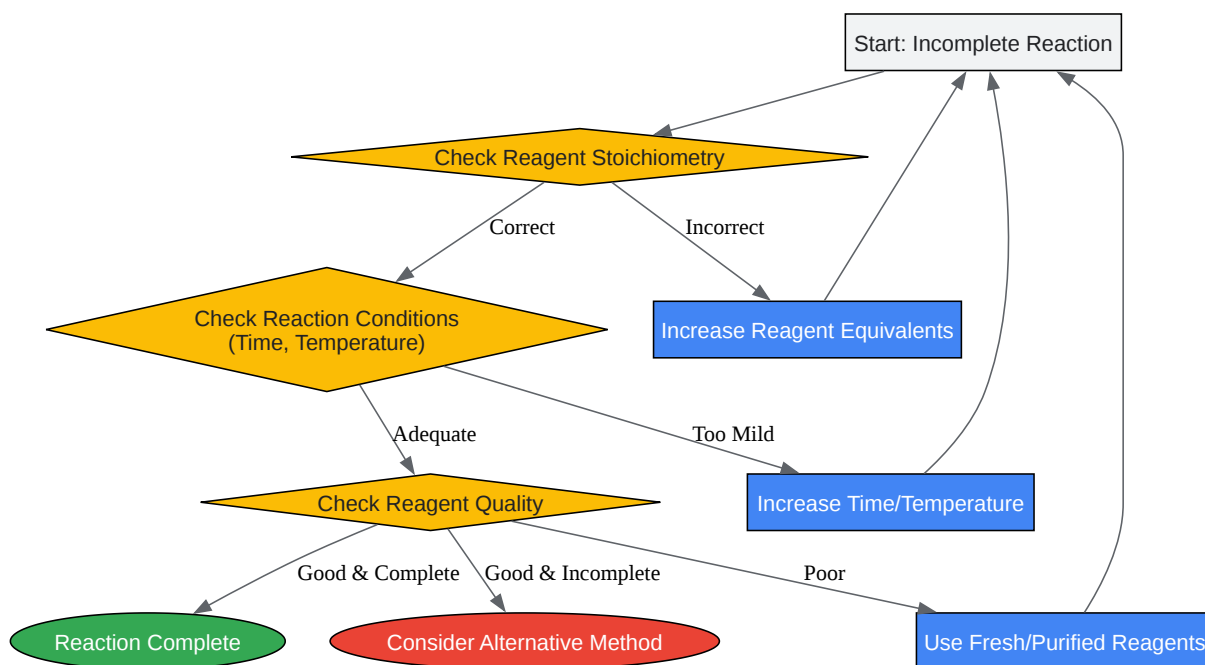 Start: Incomplete Reaction
Check Reagent Stoichiometry
Correct
Incorrect
Check Reaction Conditions
(Time, Temperature)
Increase Reagent Equivalents
Adequate
Too Mild
Check Reagent Quality
Increase Time/Temperature
Good & Complete
Good & Incomplete
Poor
Reaction Complete
Consider Alternative Method
Use Fresh/Purified Reagents